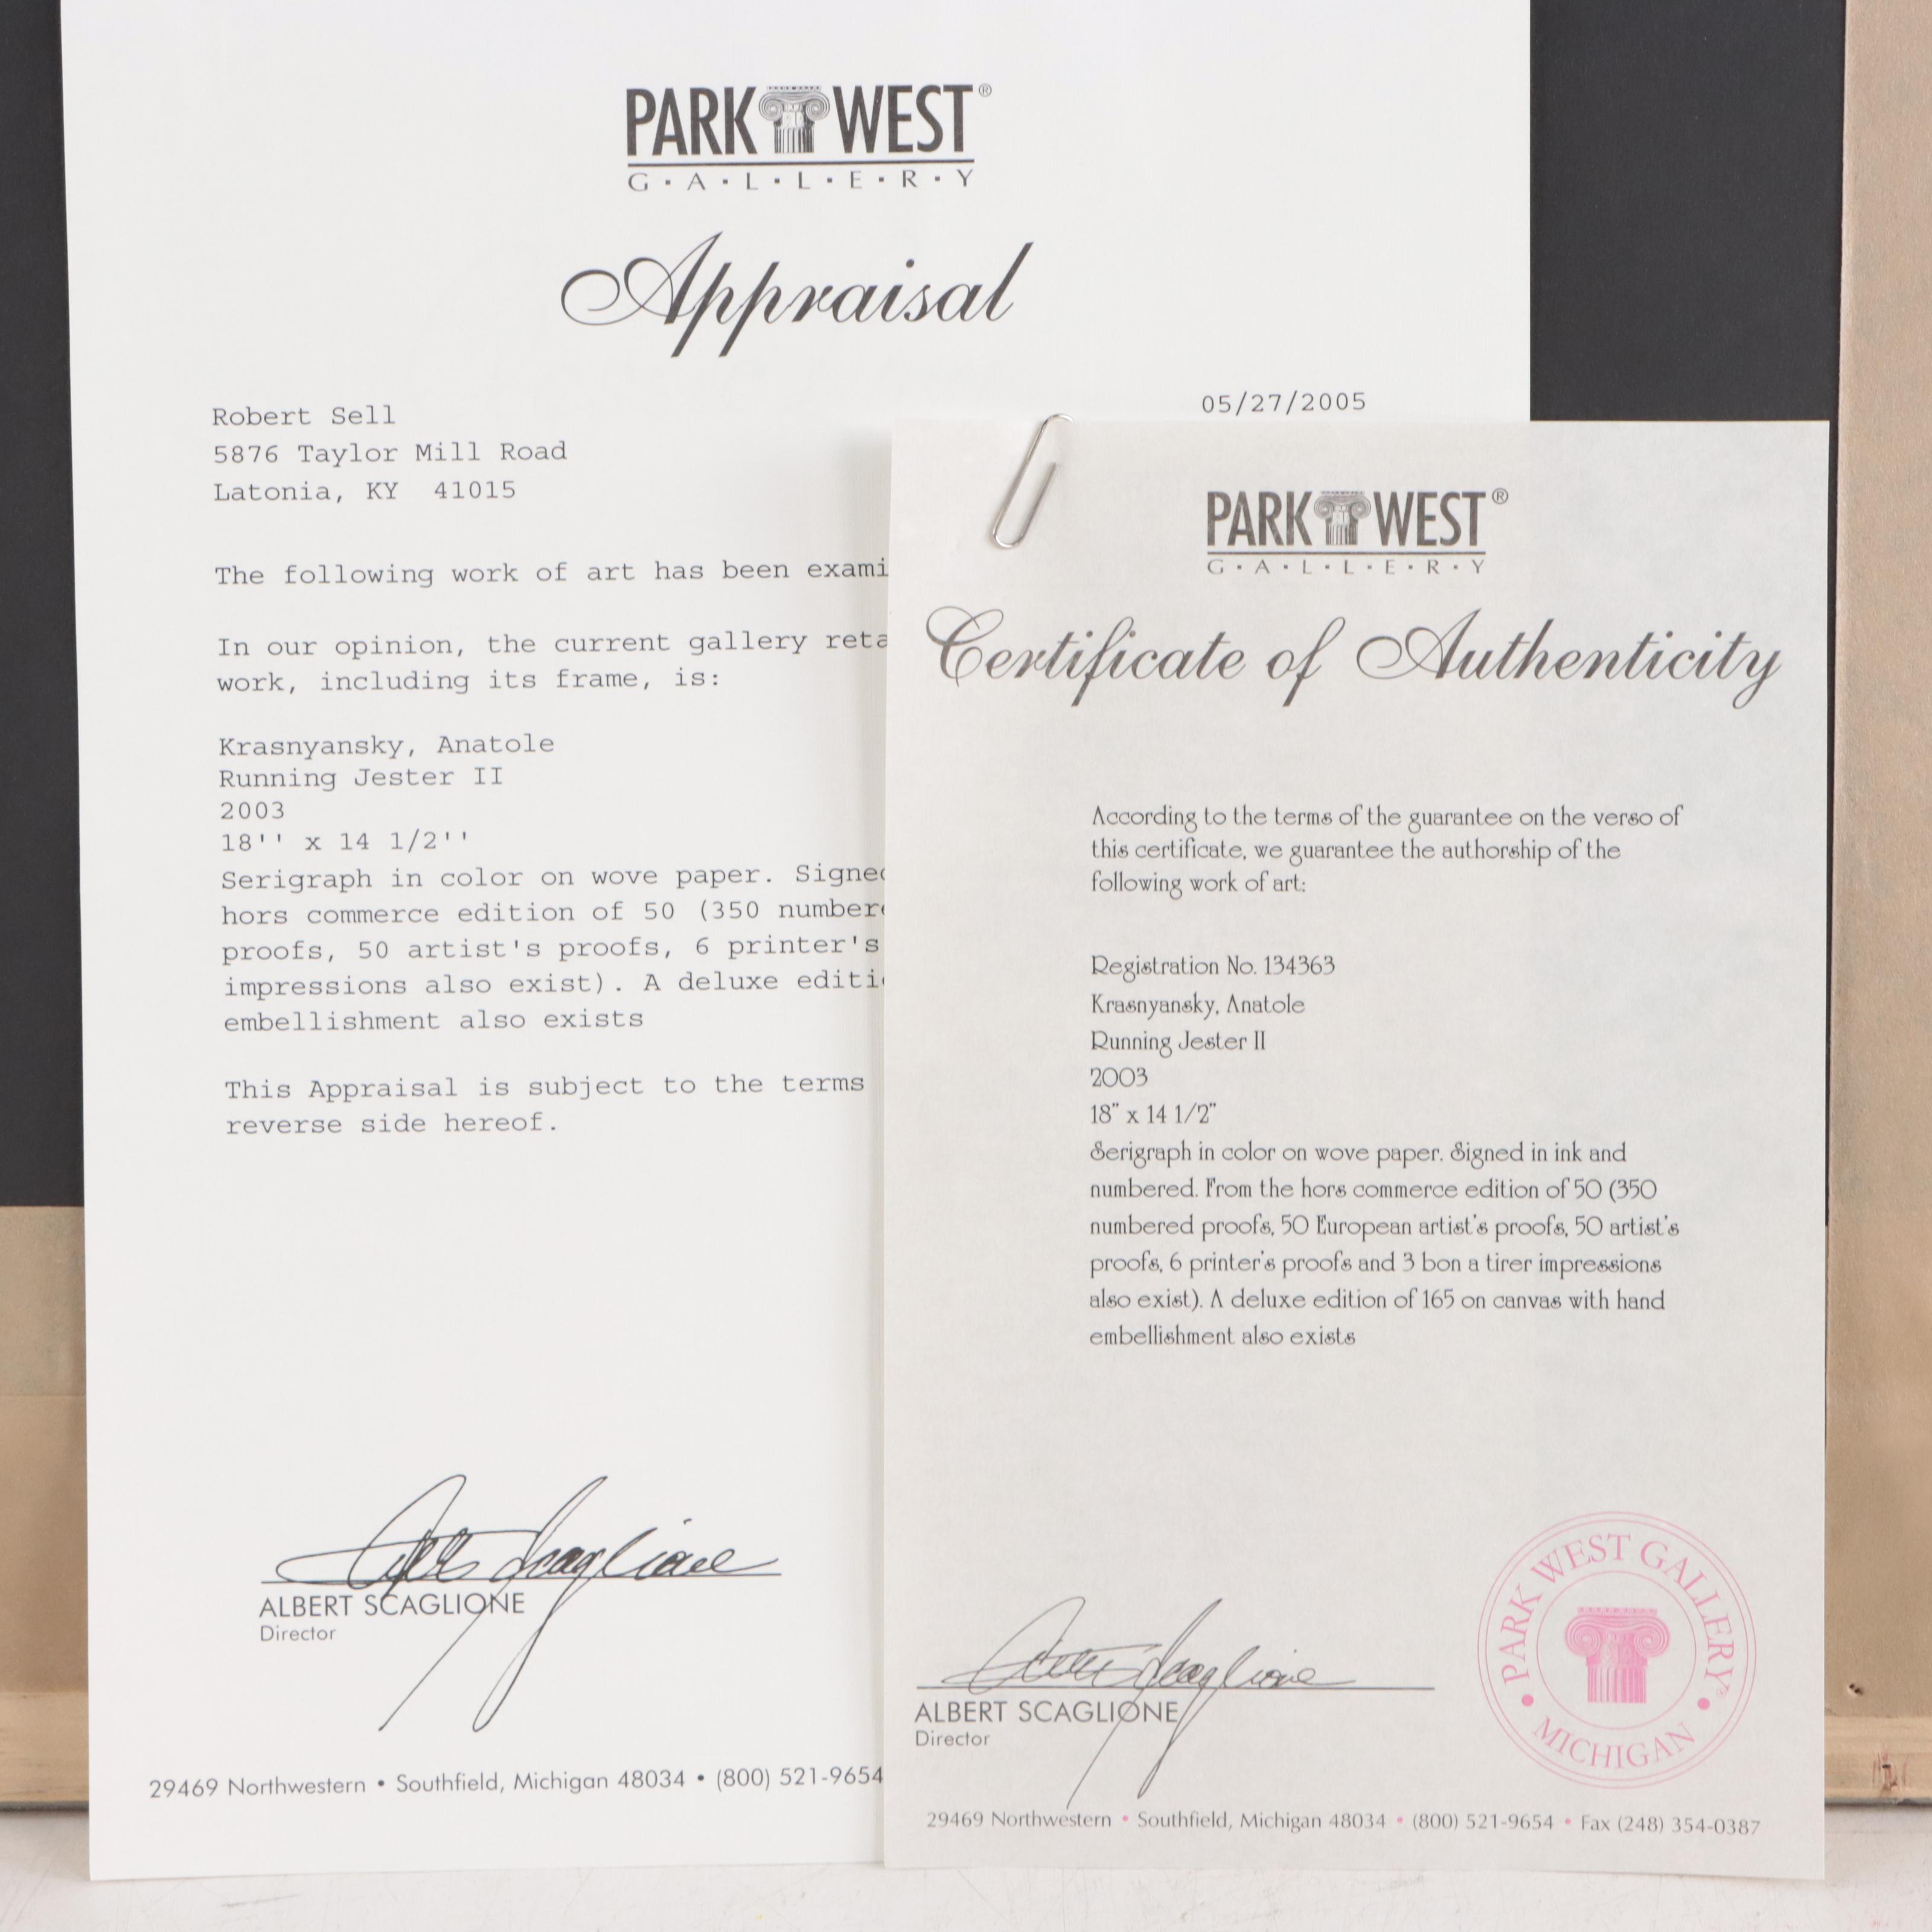 PARK WEST®
G·A·L·L·E·R·Y
Appraisal
Robert Sell
5876 Taylor Mill Road
Latonia, KY 41015
05/27/2005
The following work of art has been exami
In our opinion, the current gallery reta
work, including its frame, is:
Krasnyansky, Anatole
Running Jester II
2003
18'' x 14 1/2''
Serigraph in color on wove paper. Signed
hors commerce edition of 50 (350 number
proofs, 50 artist's proofs, 6 printer's
impressions also exist). A deluxe editi
embellishment also exists
This Appraisal is subject to the terms
reverse side hereof.
Albert Scaglione
ALBERT SCAGLIONE
Director
29469 Northwestern • Southfield, Michigan 48034 • (800) 521-9654
PARK WEST®
G·A·L·L·E·R·Y
Certificate of Authenticity
According to the terms of the guarantee on the verso of
this certificate, we guarantee the authorship of the
following work of art:
Registration No. 134363
Krasnyansky, Anatole
Running Jester II
2003
18" x 14 1/2"
Serigraph in color on wove paper. Signed in ink and
numbered. From the hors commerce edition of 50 (350
numbered proofs, 50 European artist's proofs, 50 artist's
proofs, 6 printer's proofs and 3 bon a tirer impressions
also exist). A deluxe edition of 165 on canvas with hand
embellishment also exists
Albert Scaglione
ALBERT SCAGLIONE
Director
PARK WEST GALLERY
• MICHIGAN •
29469 Northwestern • Southfield, Michigan 48034 • (800) 521-9654 • Fax (248) 354-0387